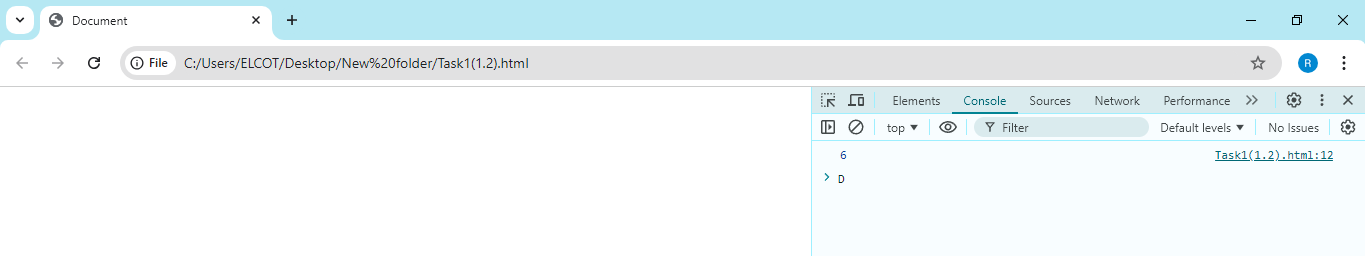 Document
File C:/Users/ELCOT/Desktop/New%20folder/Task1(1.2).html R
Elements Console Sources Network Performance
top Filter Default levels No Issues
6 Task1(1.2).html:12
D